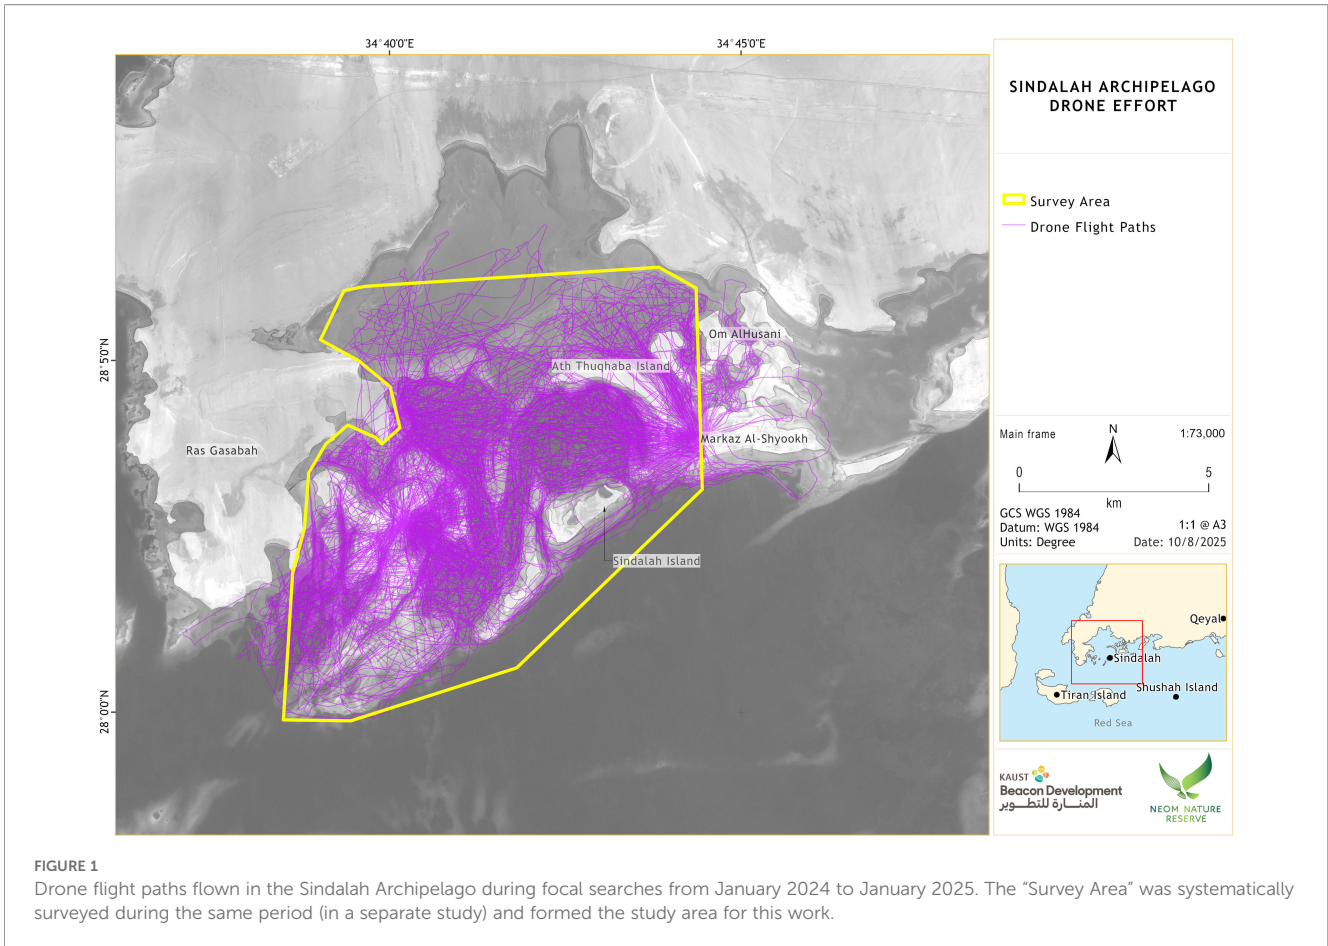 34°40'0"E
34°45'0"E
28°5'0"N
28°0'0"N
Om AlHusani
Ath Thuqhaba Island
Markaz Al-Shyookh
Ras Gasabah
Sindalah Island
SINDALAH ARCHIPELAGO
DRONE EFFORT
Survey Area
Drone Flight Paths
Main frame
N
1:73,000
0
5
km
GCS WGS 1984
Datum: WGS 1984
1:1 @ A3
Units: Degree
Date: 10/8/2025
Qeyal
Sindalah
Tiran Island
Shushah Island
Red Sea
KAUST
Beacon Development
المنــارة للتطــويـر
NEOM NATURE
RESERVE
FIGURE 1
Drone flight paths flown in the Sindalah Archipelago during focal searches from January 2024 to January 2025. The “Survey Area” was systematically
surveyed during the same period (in a separate study) and formed the study area for this work.